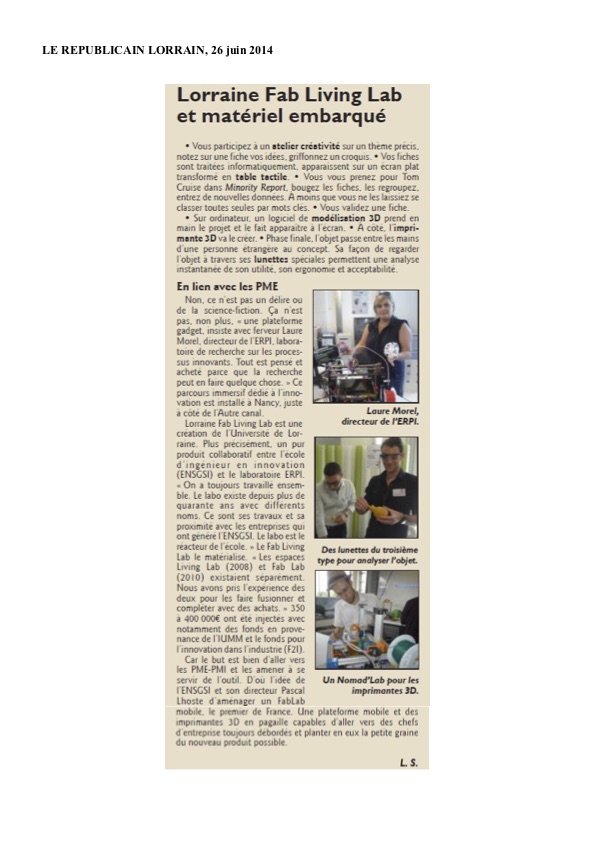 LE REPUBLICAIN LORRAIN, 26 juin 2014
Lorraine Fab Living Lab
et matériel embarqué
• Vous participez à un atelier créativité sur un thème précis,
notez sur une fiche vos idées, griffonnez un croquis. • Vos fiches
sont traitées informatiquement, apparaissent sur un écran plat
transformé en table tactile. • Vous vous prenez pour Tom
Cruise dans Minority Report, bougez les fiches, les regroupez,
entrez de nouvelles données. A moins que vous ne les laissiez se
classer toutes seules par mots clés. • Vous validez une fiche.
• Sur ordinateur, un logiciel de modélisation 3D prend en
main le projet et le fait apparaître à l'écran. • A côté, l'impri-
mante 3D va le créer. • Phase finale, l'objet passe entre les mains
d'une personne étrangère au concept. Sa façon de regarder
l'objet à travers ses lunettes spéciales permettent une analyse
instantanée de son utilité, son ergonomie et acceptabilité.
En lien avec les PME
Non, ce n'est pas un délire ou
de la science-fiction. Ça n'est
pas, non plus, « une plateforme
gadget, insiste avec ferveur Laure
Morel, directeur de l'ERPI, labora-
toire de recherche sur les proces-
sus innovants. Tout est pensé et
acheté parce que la recherche
peut en faire quelque chose. » Ce
parcours immersif dédié à l'inno-
vation est installé à Nancy, juste
à côté de l'Autre canal.
Lorraine Fab Living Lab est une
création de l'Université de Lor-
raine. Plus précisément, un pur
produit collaboratif entre l'école
d'ingénieur en innovation
(ENSGSI) et le laboratoire ERPI.
« On a toujours travaillé ensem-
ble. Le labo existe depuis plus de
quarante ans avec différents
noms. Ce sont ses travaux et sa
proximité avec les entreprises qui
ont généré l'ENSGSI. Le labo est le
réacteur de l'école. » Le Fab Living
Lab le matérialise. « Les espaces
Living Lab (2008) et Fab Lab
(2010) existaient séparément.
Nous avons pris l'expérience des
deux pour les faire fusionner et
compléter avec des achats. » 350
à 400 000€ ont été injectés avec
notamment des fonds en prove-
nance de l'IUMM et le fonds pour
l'innovation dans l'industrie (F2I).
Car le but est bien d'aller vers
les PME-PMI et les amener à se
servir de l'outil. D'où l'idée de
l'ENSGSI et son directeur Pascal
Lhoste d'aménager un FabLab
mobile, le premier de France. Une plateforme mobile et des
imprimantes 3D en pagaille capables d'aller vers des chefs
d'entreprise toujours débordés et planter en eux la petite graine
du nouveau produit possible.
L. S.
Laure Morel,
directeur de l'ERPI.
Des lunettes du troisième
type pour analyser l'objet.
Un Nomad'Lab pour les
imprimantes 3D.